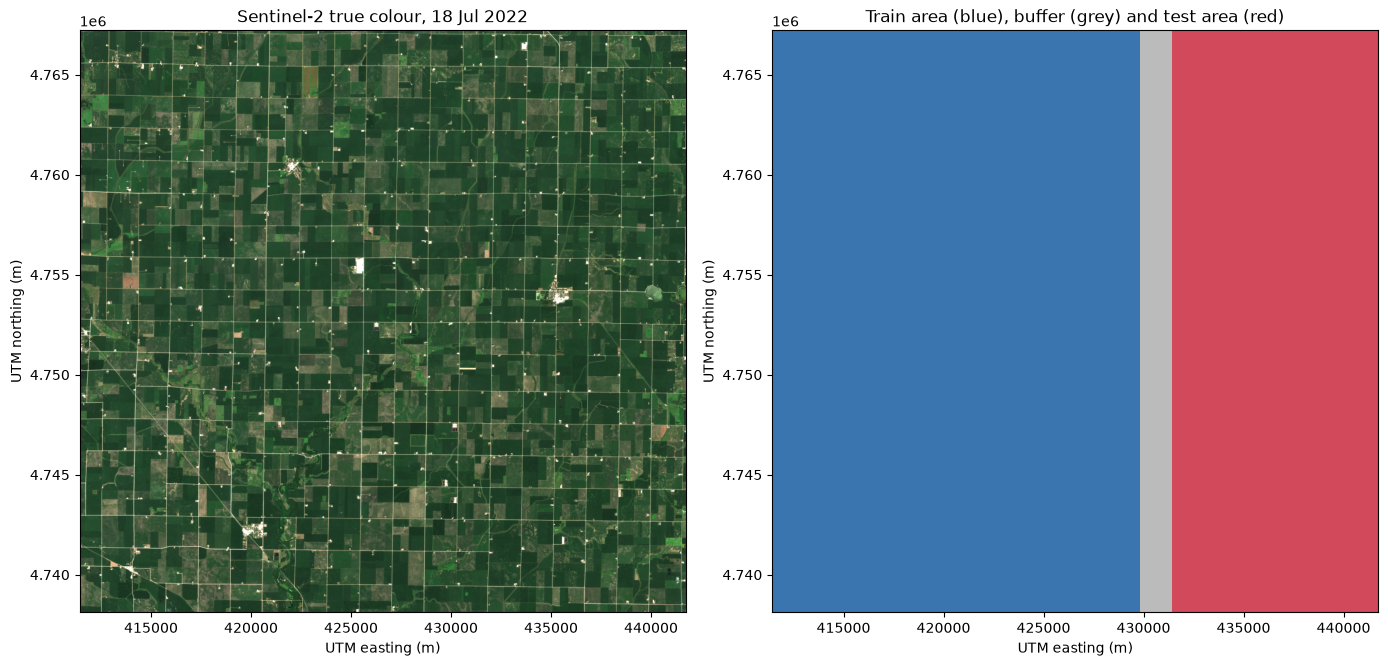 Sentinel-2 true colour, 18 Jul 2022
1e6
4.765
4.760
4.755
4.750
4.745
4.740
UTM northing (m)
415000 420000 425000 430000 435000 440000
UTM easting (m)
Train area (blue), buffer (grey) and test area (red)
1e6
4.765
4.760
4.755
4.750
4.745
4.740
UTM northing (m)
415000 420000 425000 430000 435000 440000
UTM easting (m)